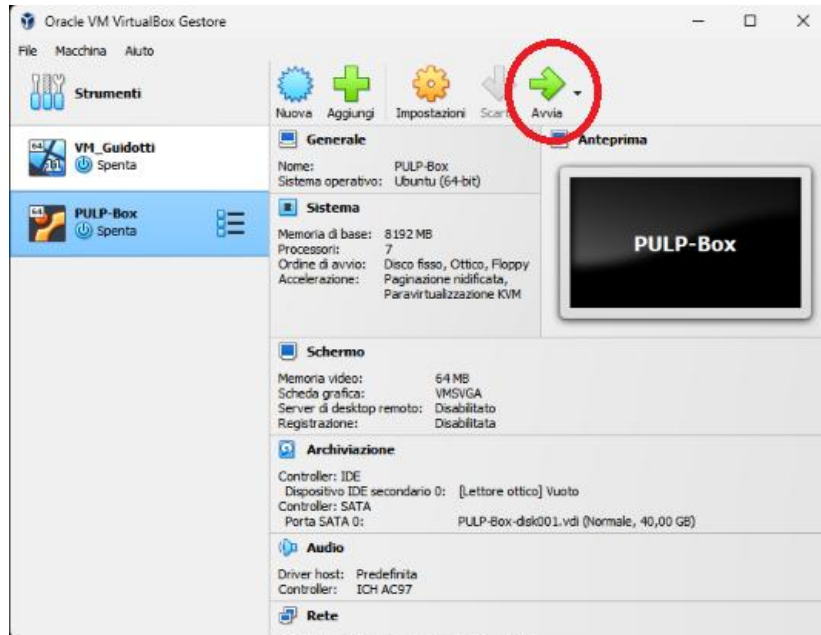 Oracle VM VirtualBox Gestore
File Macchina Aiuto
Strumenti
Nuova Aggiungi Impostazioni Scarta Avvia
64 VM_Guidotti
Spenta
64 PULP-Box
Spenta
Generale
Nome: PULP-Box
Sistema operativo: Ubuntu (64-bit)
Anteprima
PULP-Box
Sistema
Memoria di base: 8192 MB
Processori: 7
Ordine di avvio: Disco fisso, Ottico, Floppy
Accelerazione: Paginazione nidificata,
Paravirtualizzazione KVM
Schermo
Memoria video: 64 MB
Scheda grafica: VMSVGA
Server di desktop remoto: Disabilitato
Registrazione: Disabilitata
Archiviazione
Controller: IDE
Dispositivo IDE secondario 0: [Lettore ottico] Vuoto
Controller: SATA
Porta SATA 0: PULP-Box-disk001.vdi (Normale, 40,00 GB)
Audio
Driver host: Predefinita
Controller: ICH AC97
Rete